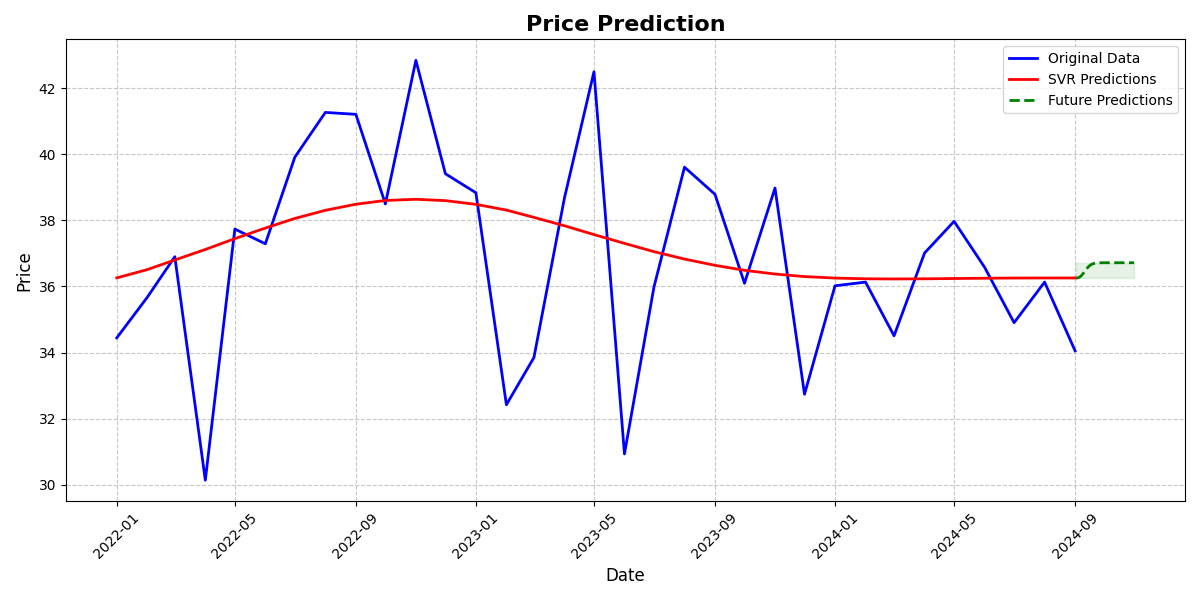 Price Prediction
Original Data
SVR Predictions
Future Predictions
Price
42
40
38
36
34
32
30
2022-01
2022-05
2022-09
2023-01
2023-05
2023-09
2024-01
2024-05
2024-09
Date